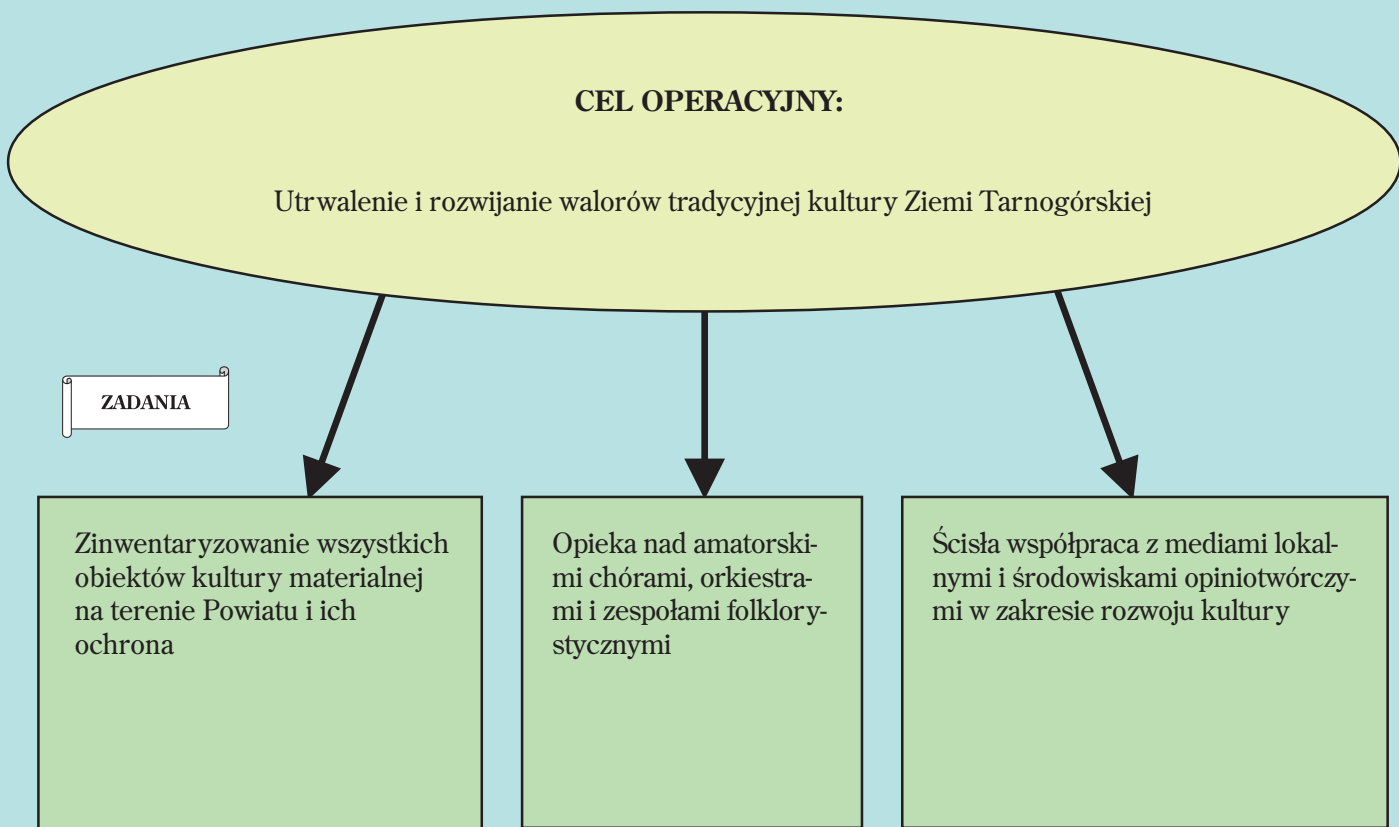 CEL OPERACYJNY:
Utrwalenie i rozwijanie walorów tradycyjnej kultury Ziemi Tarnogórskiej
ZADANIA
Zinwentaryzowanie wszystkich
obiektów kultury materialnej
na terenie Powiatu i ich
ochrona
Opieka nad amatorski-
mi chórami, orkiestra-
mi i zespołami folklory-
stycznymi
Ścisła współpraca z mediami lokal-
nymi i środowiskami opiniotwórczy-
mi w zakresie rozwoju kultury